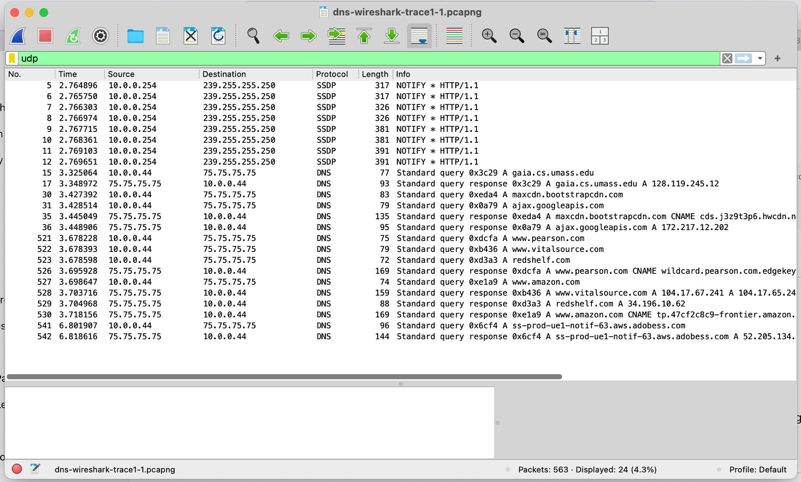 dns-wireshark-trace1-1.pcapng
udp
No. Time Source Destination Protocol Length Info
5 2.764896 10.0.0.254 239.255.255.250 SSDP 317 NOTIFY * HTTP/1.1
6 2.765750 10.0.0.254 239.255.255.250 SSDP 317 NOTIFY * HTTP/1.1
7 2.766303 10.0.0.254 239.255.255.250 SSDP 326 NOTIFY * HTTP/1.1
8 2.766974 10.0.0.254 239.255.255.250 SSDP 326 NOTIFY * HTTP/1.1
9 2.767715 10.0.0.254 239.255.255.250 SSDP 381 NOTIFY * HTTP/1.1
10 2.768361 10.0.0.254 239.255.255.250 SSDP 381 NOTIFY * HTTP/1.1
11 2.769103 10.0.0.254 239.255.255.250 SSDP 391 NOTIFY * HTTP/1.1
12 2.769651 10.0.0.254 239.255.255.250 SSDP 391 NOTIFY * HTTP/1.1
15 3.325064 10.0.0.44 75.75.75.75 DNS 77 Standard query 0x3c29 A gaia.cs.umass.edu
17 3.348972 75.75.75.75 10.0.0.44 DNS 93 Standard query response 0x3c29 A gaia.cs.umass.edu A 128.119.245.12
30 3.427392 10.0.0.44 75.75.75.75 DNS 83 Standard query 0xeda4 A maxcdn.bootstrapcdn.com
31 3.428514 10.0.0.44 75.75.75.75 DNS 79 Standard query 0x0a79 A ajax.googleapis.com
35 3.445049 75.75.75.75 10.0.0.44 DNS 135 Standard query response 0xeda4 A maxcdn.bootstrapcdn.com CNAME cds.j3z9t3p6.hwcdn.n
36 3.448906 75.75.75.75 10.0.0.44 DNS 95 Standard query response 0x0a79 A ajax.googleapis.com A 172.217.12.202
521 3.678228 10.0.0.44 75.75.75.75 DNS 75 Standard query 0xdcfa A www.pearson.com
522 3.678393 10.0.0.44 75.75.75.75 DNS 79 Standard query 0xb436 A www.vitalsource.com
523 3.678598 10.0.0.44 75.75.75.75 DNS 72 Standard query 0xd3a3 A redshelf.com
526 3.695928 75.75.75.75 10.0.0.44 DNS 169 Standard query response 0xdcfa A www.pearson.com CNAME wildcard.pearson.com.edgekey
527 3.698647 10.0.0.44 75.75.75.75 DNS 74 Standard query 0xe1a9 A www.amazon.com
528 3.703716 75.75.75.75 10.0.0.44 DNS 159 Standard query response 0xb436 A www.vitalsource.com A 104.17.67.241 A 104.17.65.24
529 3.704968 75.75.75.75 10.0.0.44 DNS 88 Standard query response 0xd3a3 A redshelf.com A 34.196.10.62
530 3.718156 75.75.75.75 10.0.0.44 DNS 169 Standard query response 0xe1a9 A www.amazon.com CNAME tp.47cf2c8c9-frontier.amazon.
541 6.801907 10.0.0.44 75.75.75.75 DNS 96 Standard query 0x6cf4 A ss-prod-ue1-notif-63.aws.adobess.com
542 6.818616 75.75.75.75 10.0.0.44 DNS 144 Standard query response 0x6cf4 A ss-prod-ue1-notif-63.aws.adobess.com A 52.205.134.
dns-wireshark-trace1-1.pcapng
Packets: 563 · Displayed: 24 (4.3%)
Profile: Default